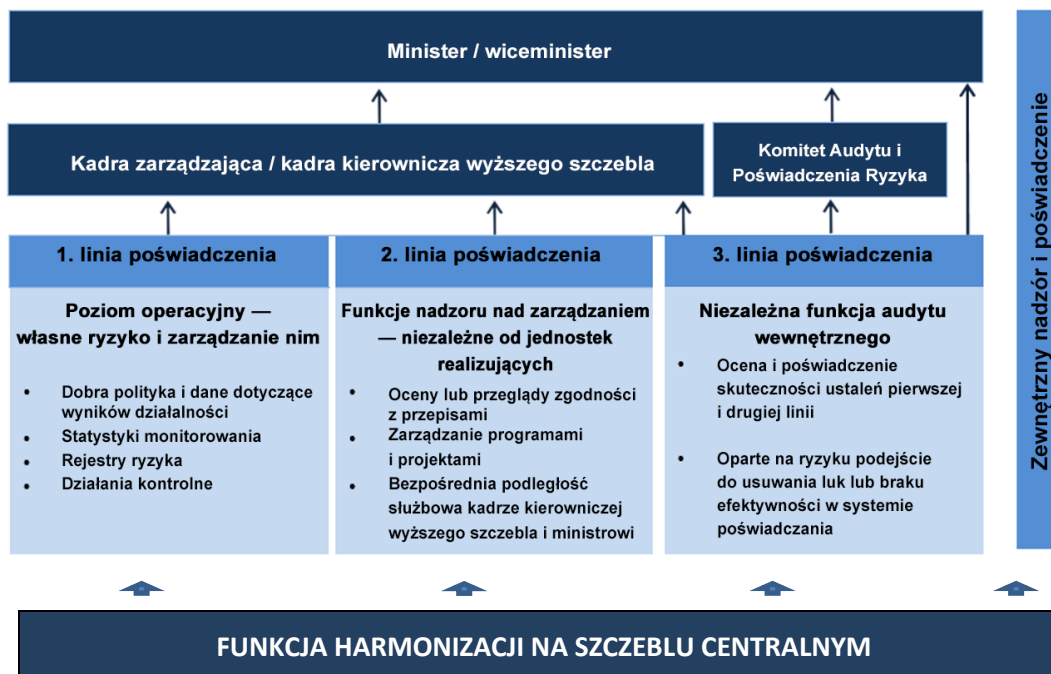 Minister / wiceminister
Kadra zarządzająca / kadra kierownicza wyższego szczebla
Komitet Audytu i
Poświadczenia Ryzyka
1. linia poświadczenia
Poziom operacyjny —
własne ryzyko i zarządzanie nim
• Dobra polityka i dane dotyczące
wyników działalności
• Statystyki monitorowania
• Rejestry ryzyka
• Działania kontrolne
2. linia poświadczenia
Funkcje nadzoru nad zarządzaniem
— niezależne od jednostek
realizujących
• Oceny lub przeglądy zgodności
z przepisami
• Zarządzanie programami
i projektami
• Bezpośrednia podległość
służbowa kadrze kierowniczej
wyższego szczebla i ministrowi
3. linia poświadczenia
Niezależna funkcja audytu
wewnętrznego
• Ocena i poświadczenie
skuteczności ustaleń pierwszej
i drugiej linii
• Oparte na ryzyku podejście
do usuwania luk lub braku
efektywności w systemie
poświadczania
Zewnętrzny nadzór i poświadczenie
FUNKCJA HARMONIZACJI NA SZCZEBLU CENTRALNYM